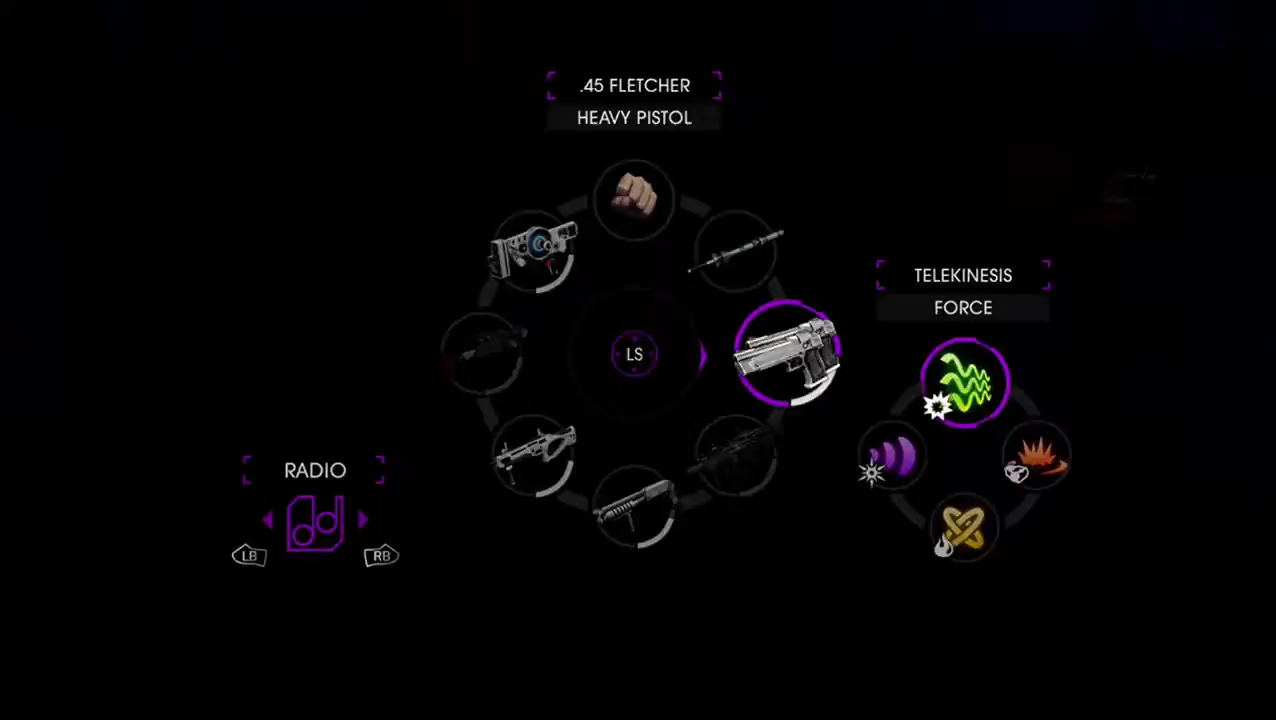 .45 FLETCHER
HEAVY PISTOL
TELEKINESIS
FORCE
LS
RADIO
LB
RB